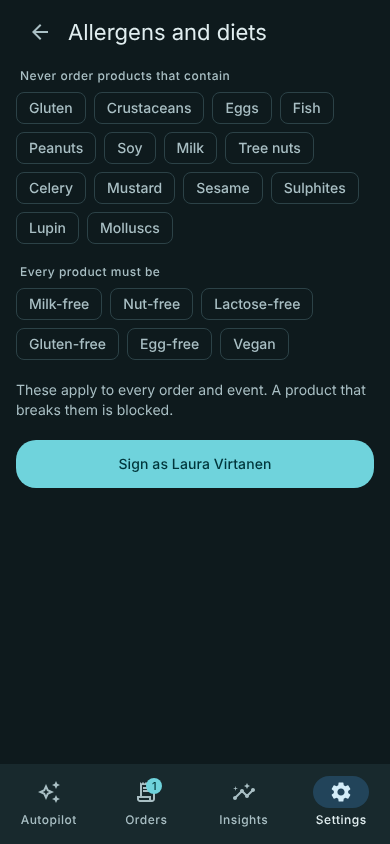 Allergens and diets
Never order products that contain
Gluten Crustaceans Eggs Fish
Peanuts Soy Milk Tree nuts
Celery Mustard Sesame Sulphites
Lupin Molluscs
Every product must be
Milk-free Nut-free Lactose-free
Gluten-free Egg-free Vegan
These apply to every order and event. A product that
breaks them is blocked.
Sign as Laura Virtanen
1
Autopilot Orders Insights Settings